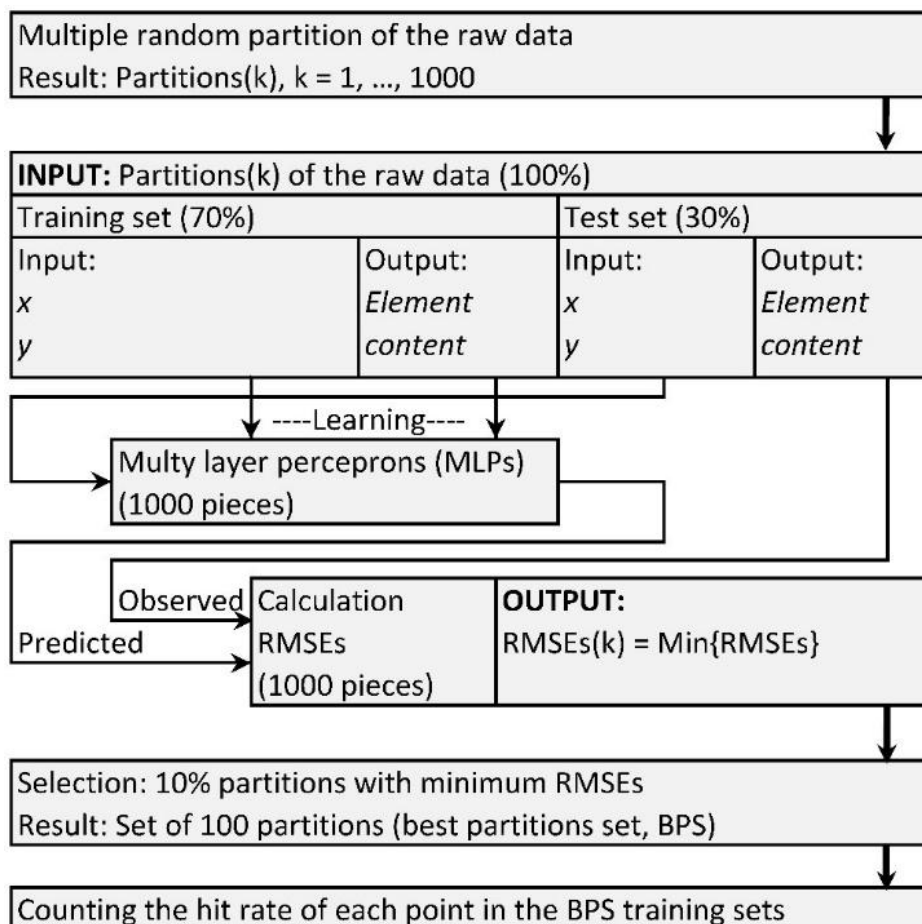 Multiple random partition of the raw data
Result: Partitions(k), k = 1, ..., 1000
INPUT: Partitions(k) of the raw data (100%)
Training set (70%)
Test set (30%)
Input:
x
y
Output:
Element
content
Input:
x
y
Output:
Element
content
----Learning----
Multy layer perceprons (MLPs)
(1000 pieces)
Observed
Predicted
Calculation
RMSEs
(1000 pieces)
OUTPUT:
RMSEs(k) = Min{RMSEs}
Selection: 10% partitions with minimum RMSEs
Result: Set of 100 partitions (best partitions set, BPS)
Counting the hit rate of each point in the BPS training sets